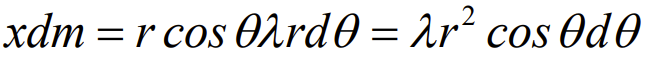 xdm = r cos θλrdθ = λr² cos θdθ